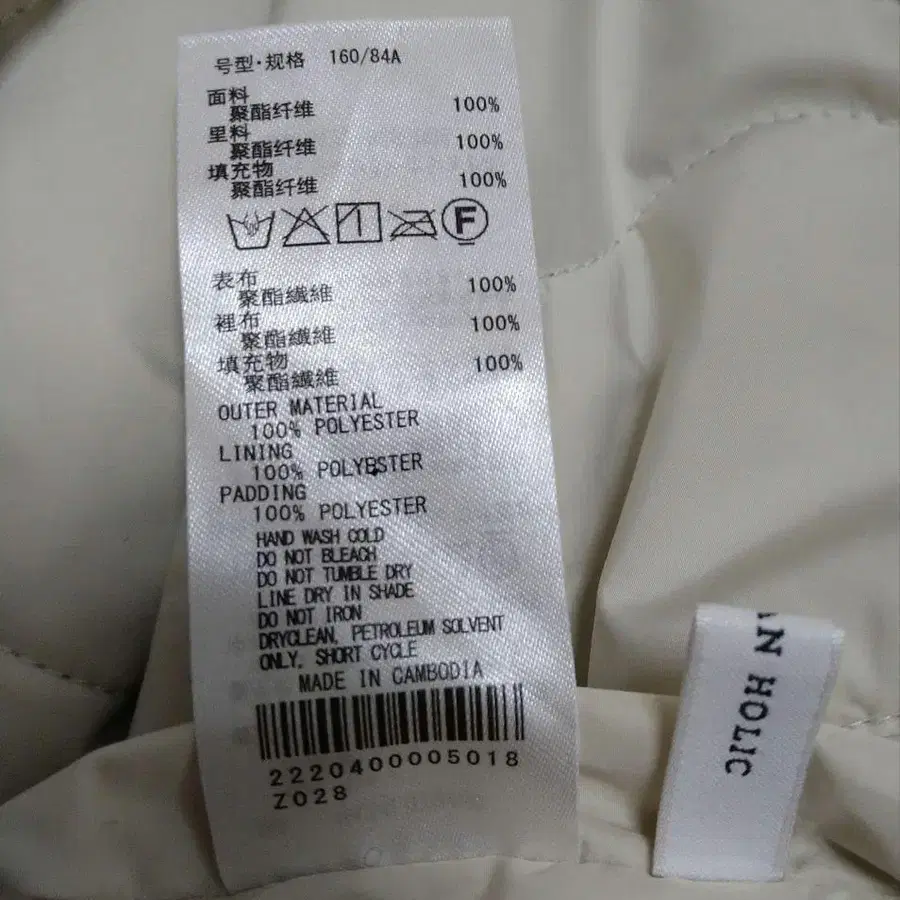 号型·规格 160/84A
面料
聚酯纤维 100%
里料
聚酯纤维 100%
填充物
聚酯纤维 100%
F
表布
聚酯纖維 100%
裡布
聚酯纖維 100%
填充物
聚酯纖維 100%
OUTER MATERIAL
100% POLYESTER
LINING
100% POLYESTER
PADDING
100% POLYESTER
HAND WASH COLD
DO NOT BLEACH
DO NOT TUMBLE DRY
LINE DRY IN SHADE
DO NOT IRON
DRYCLEAN, PETROLEUM SOLVENT
ONLY, SHORT CYCLE
MADE IN CAMBODIA
2220400005018
Z028
AN HOLIC